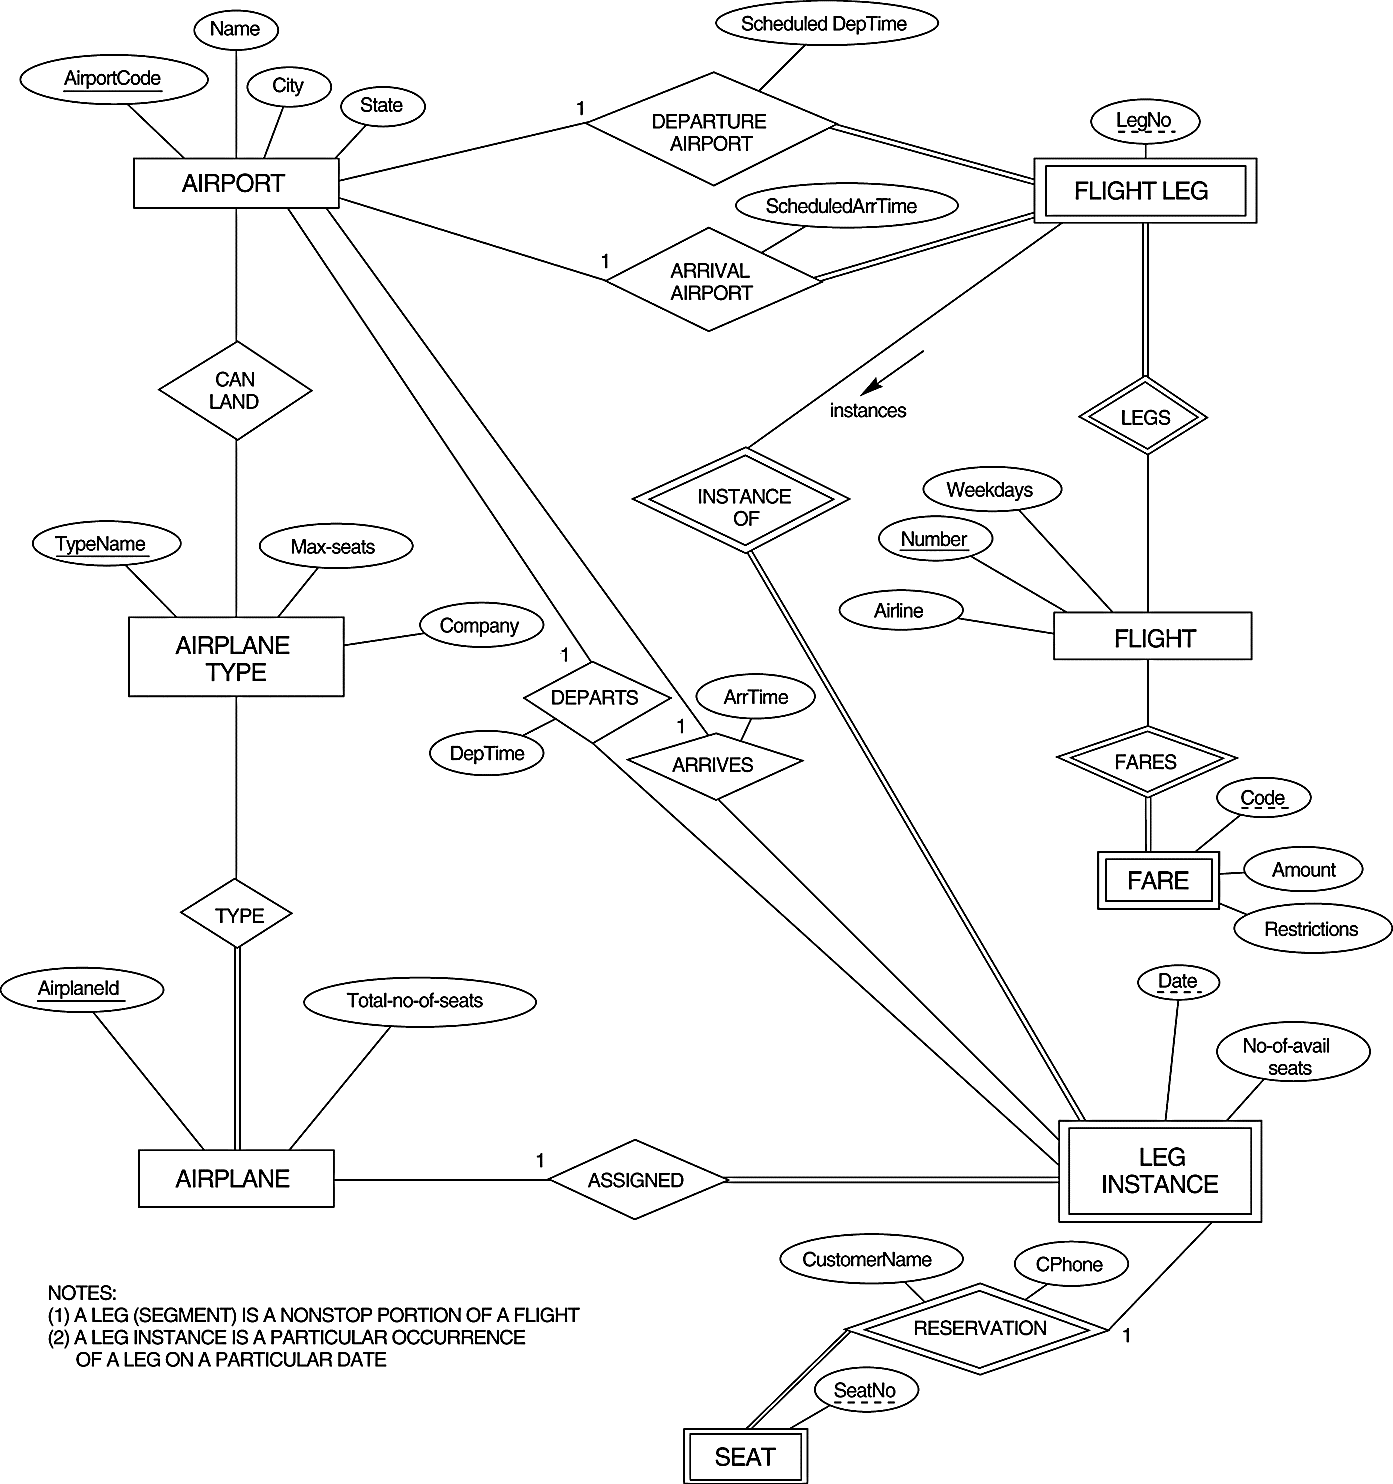 Name
Scheduled DepTime
AirportCode
City
State
1
DEPARTURE
AIRPORT
LegNo
AIRPORT
FLIGHT LEG
ScheduledArrTime
1
ARRIVAL
AIRPORT
CAN
LAND
instances
LEGS
INSTANCE
OF
Weekdays
TypeName
Max-seats
Number
Airline
Company
AIRPLANE
TYPE
FLIGHT
1
DEPARTS
ArrTime
1
DepTime
ARRIVES
FARES
Code
FARE
Amount
TYPE
Restrictions
AirplaneId
Total-no-of-seats
Date
No-of-avail
seats
AIRPLANE
1
ASSIGNED
LEG
INSTANCE
CustomerName
CPhone
NOTES:
(1) A LEG (SEGMENT) IS A NONSTOP PORTION OF A FLIGHT
(2) A LEG INSTANCE IS A PARTICULAR OCCURRENCE
OF A LEG ON A PARTICULAR DATE
RESERVATION
1
SeatNo
SEAT